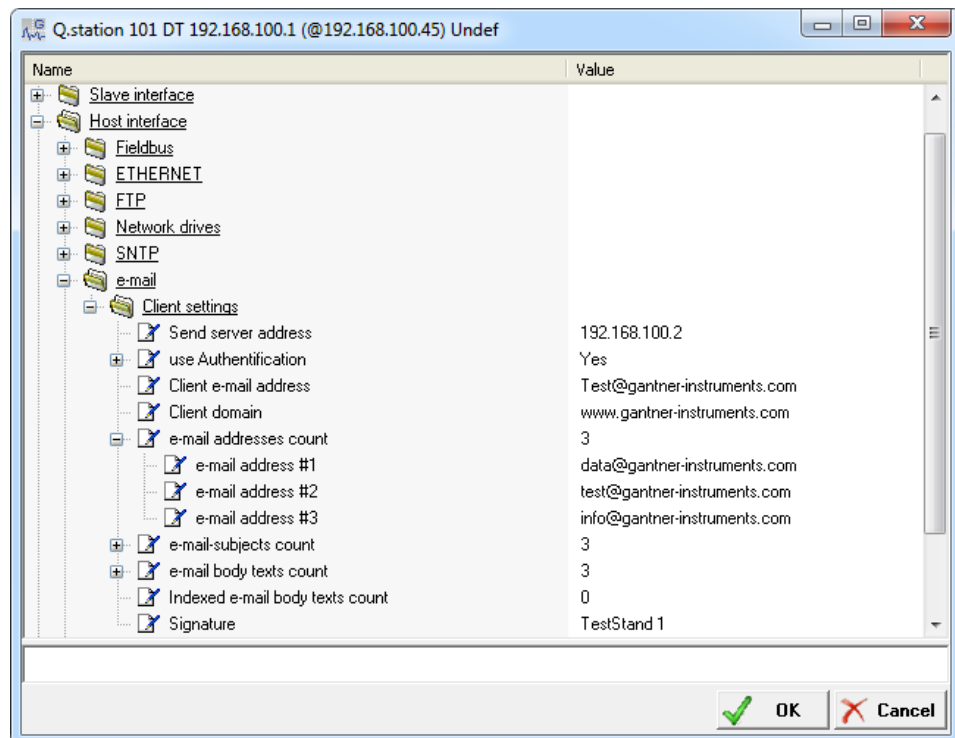 Q.station 101 DT 192.168.100.1 (@192.168.100.45) Undef
Name Value
Slave interface
Host interface
Fieldbus
ETHERNET
FTP
Network drives
SNTP
e-mail
Client settings
Send server address 192.168.100.2
use Authentification Yes
Client e-mail address Test@gantner-instruments.com
Client domain www.gantner-instruments.com
e-mail addresses count 3
e-mail address #1 data@gantner-instruments.com
e-mail address #2 test@gantner-instruments.com
e-mail address #3 info@gantner-instruments.com
e-mail-subjects count 3
e-mail body texts count 3
Indexed e-mail body texts count 0
Signature TestStand 1
OK Cancel